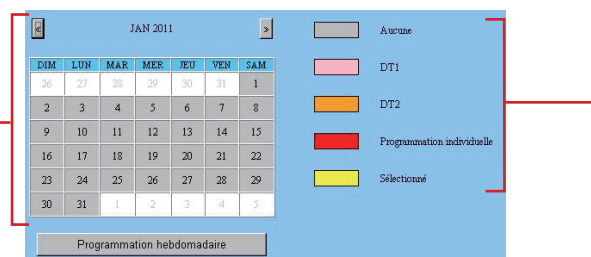 « JAN 2011 »
DIM LUN MAR MER JEU VEN SAM
26 27 28 29 30 31 1
2 3 4 5 6 7 8
9 10 11 12 13 14 15
16 17 18 19 20 21 22
23 24 25 26 27 28 29
30 31 1 2 3 4 5
Programmation hebdomadaire
Aucune
DT1
DT2
Programmation individuelle
Sélectionné